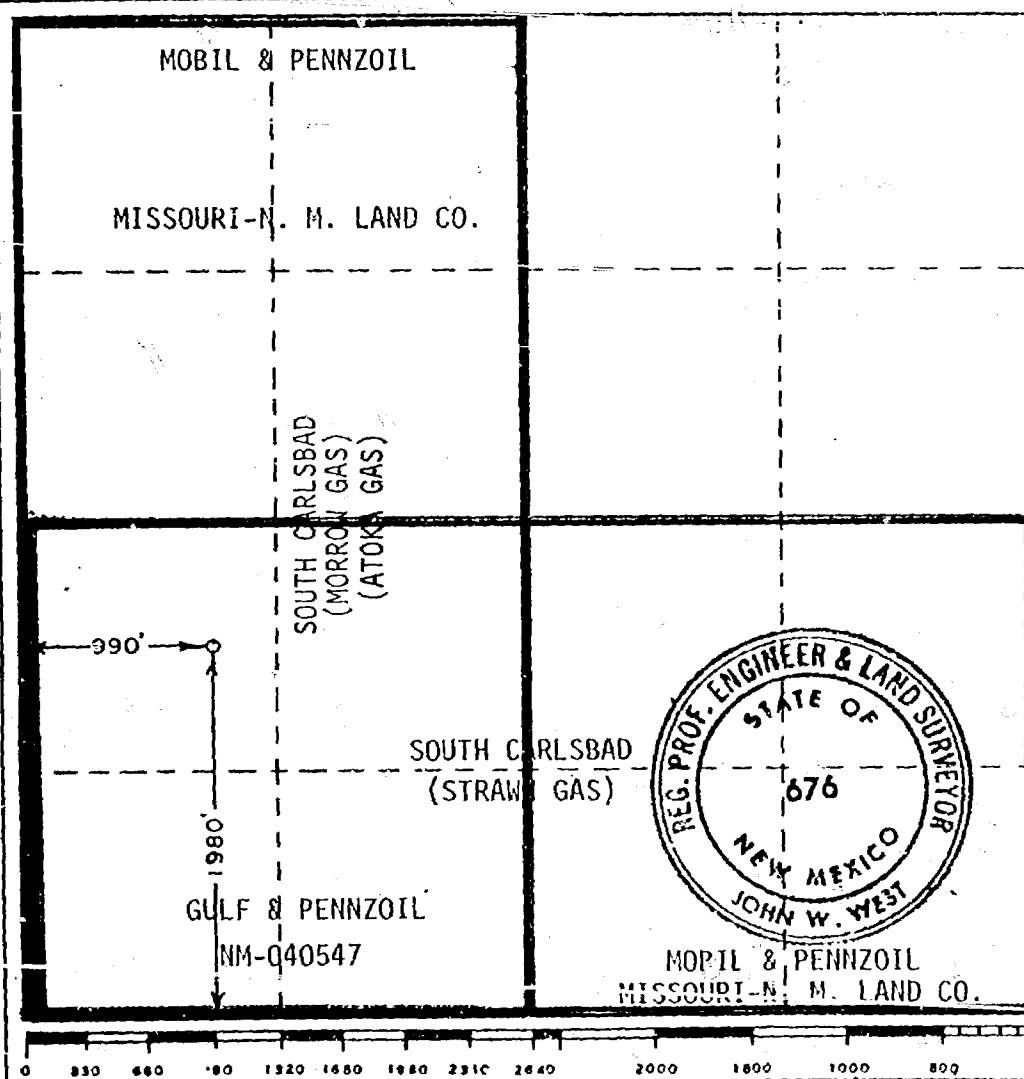 MOBIL & PENNZOIL
MISSOURI-N. M. LAND CO.
SOUTH CARLSBAD
(MORROW GAS)
(ATOKA GAS)
990'
1980'
SOUTH CARLSBAD
(STRAWN GAS)
GULF & PENNZOIL
NM-040547
REG. PROF. ENGINEER & LAND SURVEYOR
STATE OF
676
NEW MEXICO
JOHN W. WEST
MOBIL & PENNZOIL
MISSOURI-N. M. LAND CO.
0 330 660 90 1320 1650 1980 2310 2640 2000 1500 1000 500